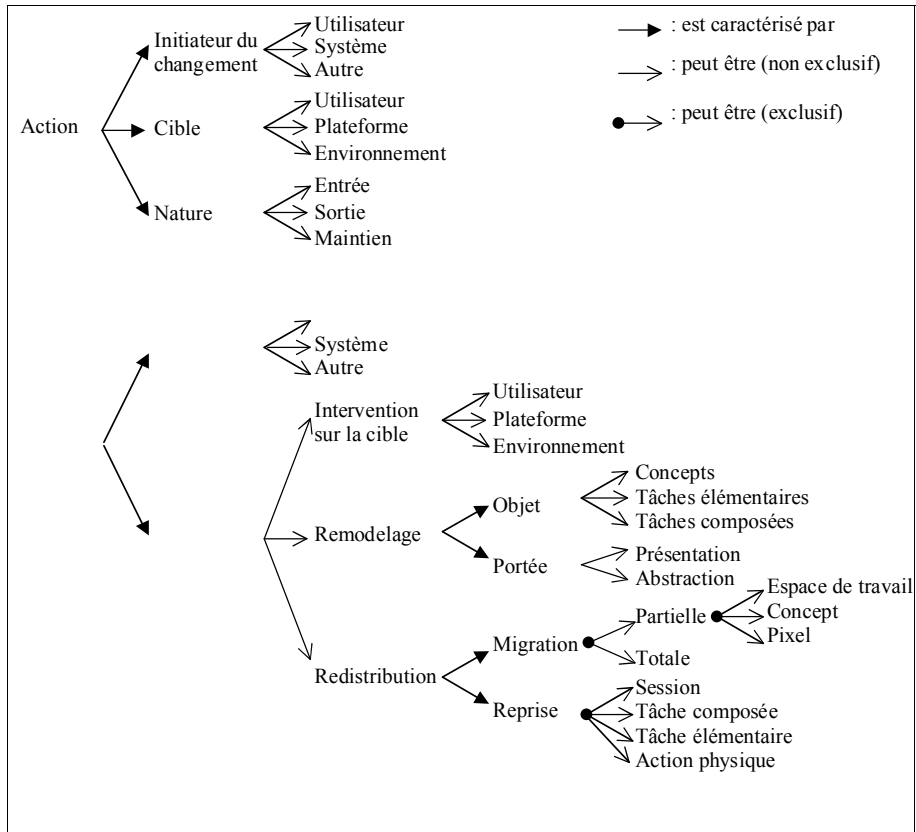 Utilisateur
Initiateur du
changement
Système
Autre
Action
Utilisateur
Cible
Plateforme
Environnement
Entrée
Nature
Sortie
Maintien
: est caractérisé par
: peut être (non exclusif)
: peut être (exclusif)
Système
Autre
Intervention
sur la cible
Utilisateur
Plateforme
Environnement
Remodelage
Objet
Concepts
Tâches élémentaires
Tâches composées
Portée
Présentation
Abstraction
Redistribution
Migration
Partielle
Espace de travail
Concept
Pixel
Totale
Reprise
Session
Tâche composée
Tâche élémentaire
Action physique